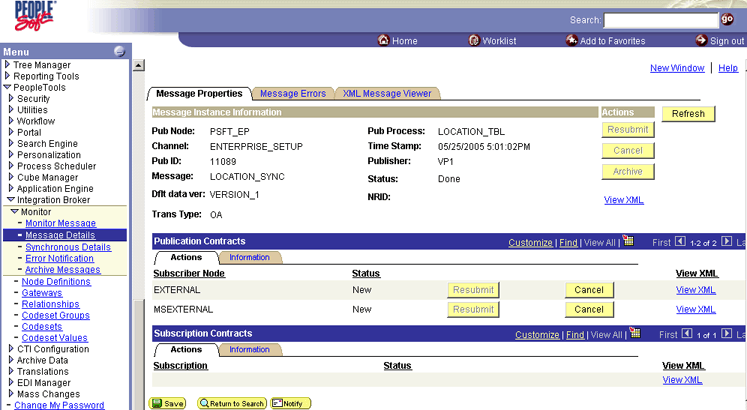 PEOPLE
Soft
Search:
go
Home
Worklist
Add to Favorites
Sign out
Menu
Tree Manager
Reporting Tools
PeopleTools
Security
Utilities
Workflow
Portal
Search Engine
Personalization
Process Scheduler
Cube Manager
Application Engine
Integration Broker
Monitor
Monitor Message
Message Details
Synchronous Details
Error Notification
Archive Messages
Node Definitions
Gateways
Relationships
Codeset Groups
Codesets
Codeset Values
CTI Configuration
Archive Data
Translations
EDI Manager
Mass Changes
Change My Password
New Window | Help
Message Properties Message Errors XML Message Viewer
Message Instance Information Actions
Refresh
Pub Node: PSFT_EP Pub Process: LOCATION_TBL Resubmit
Channel: ENTERPRISE_SETUP Time Stamp: 05/25/2005 5:01:02PM Cancel
Pub ID: 11089 Publisher: VP1
Message: LOCATION_SYNC Status: Done Archive
Dflt data ver: VERSION_1 NRID: View XML
Trans Type: OA
Publication Contracts Customize | Find | View All | First 1-2 of 2 La
Actions Information
Subscriber Node Status View XML
EXTERNAL New Resubmit Cancel View XML
MSEXTERNAL New Resubmit Cancel View XML
Subscription Contracts Customize | Find | View All | First 1 of 1 La
Actions Information
Subscription Status View XML
View XML
Save Return to Search Notify